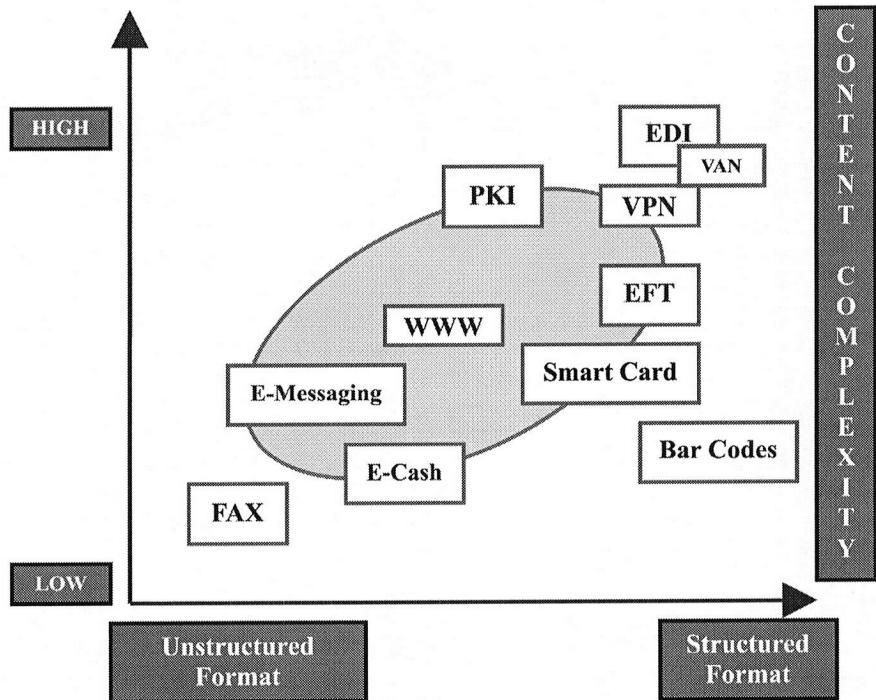 HIGH
EDI
VAN
PKI
VPN
EFT
WWW
Smart Card
E-Messaging
Bar Codes
E-Cash
FAX
LOW
Unstructured
Format
Structured
Format
CONTENT COMPLEXITY